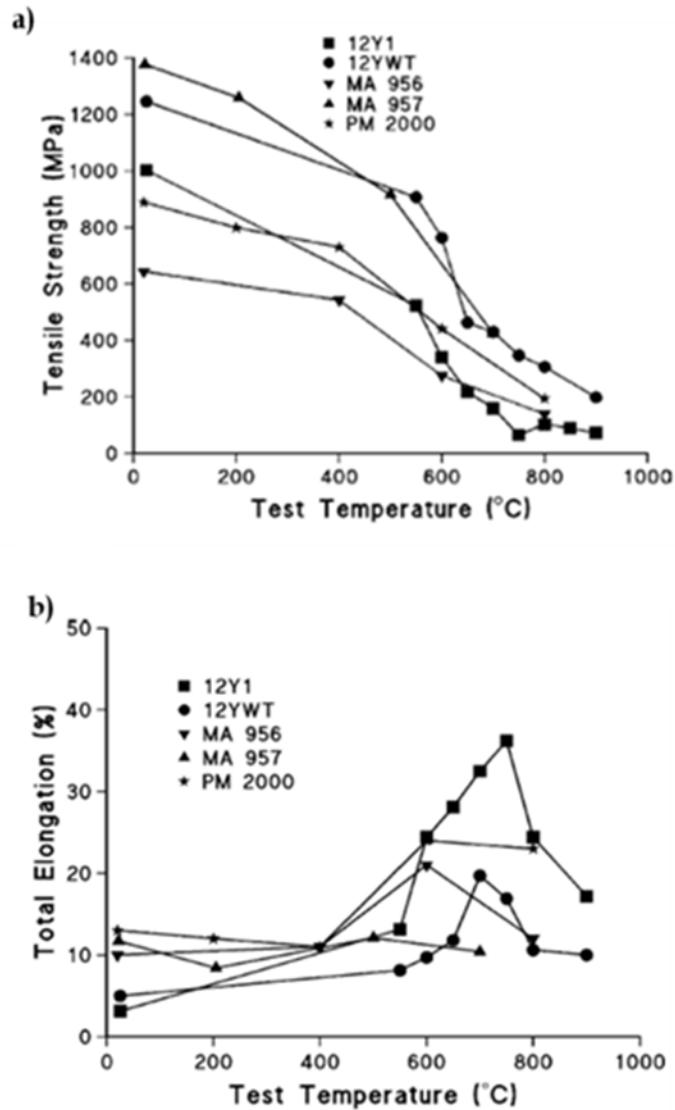 a)
12Y1
12YWT
MA 956
MA 957
PM 2000
1400
1200
1000
800
600
400
200
0
Tensile Strength (MPa)
0 200 400 600 800 1000
Test Temperature (°C)
b)
50
40
30
20
10
0
12Y1
12YWT
MA 956
MA 957
PM 2000
Total Elongation (%)
0 200 400 600 800 1000
Test Temperature (°C)